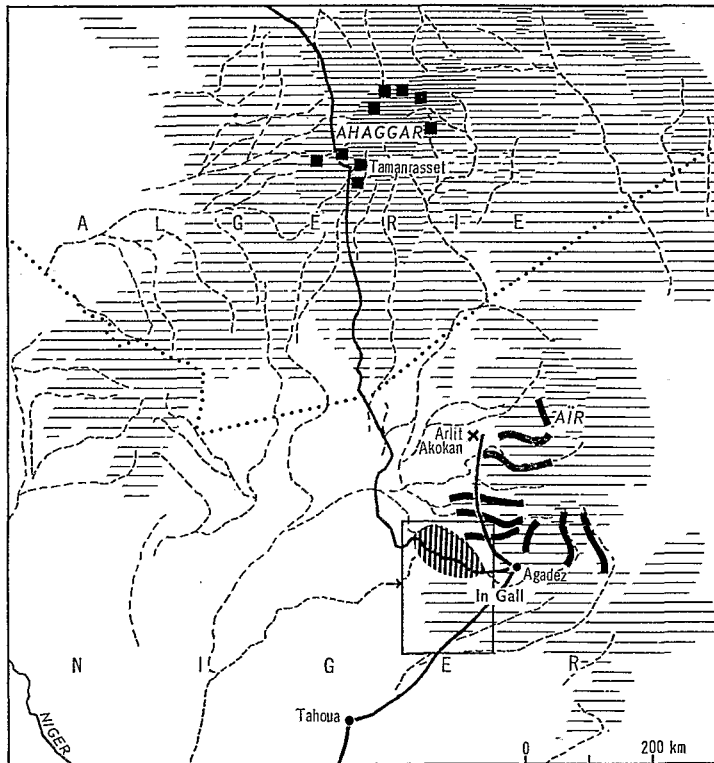 AHAGGAR
Tamanrasset
A L G E R I E
AÏR
Arlit
Akokan
Agadez
In Gall
N I G E R
Tahoua
NIGER
0 200 km